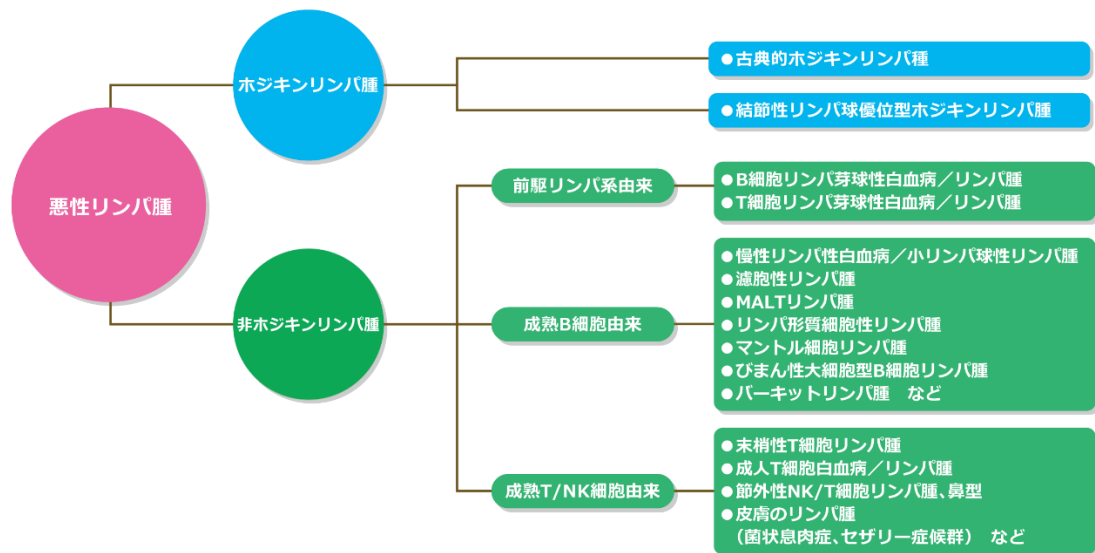 悪性リンパ腫
ホジキンリンパ腫
●古典的ホジキンリンパ種
●結節性リンパ球優位型ホジキンリンパ腫
非ホジキンリンパ腫
前駆リンパ系由来
●B細胞リンパ芽球性白血病／リンパ腫
●T細胞リンパ芽球性白血病／リンパ腫
成熟B細胞由来
●慢性リンパ性白血病／小リンパ球性リンパ腫
●濾胞性リンパ腫
●MALTリンパ腫
●リンパ形質細胞性リンパ腫
●マントル細胞リンパ腫
●びまん性大細胞型B細胞リンパ腫
●バーキットリンパ腫　など
成熟T/NK細胞由来
●末梢性T細胞リンパ腫
●成人T細胞白血病／リンパ腫
●節外性NK/T細胞リンパ腫、鼻型
●皮膚のリンパ腫
（菌状息肉症、セザリー症候群）　など